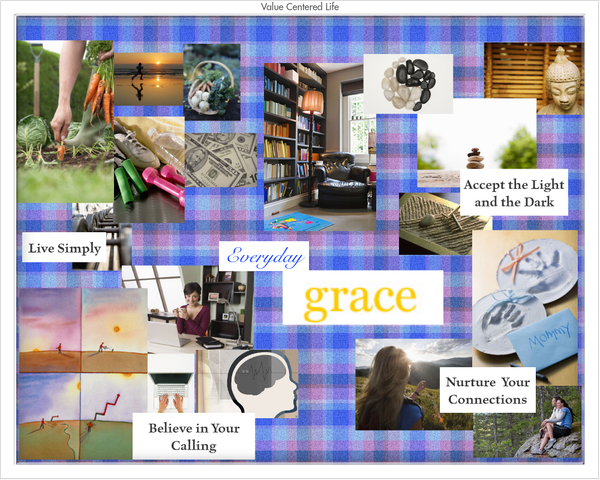 Value Centered Life
Accept the Light
and the Dark
Live Simply
Everyday
grace
Mommy
Nurture Your
Connections
Believe in Your
Calling